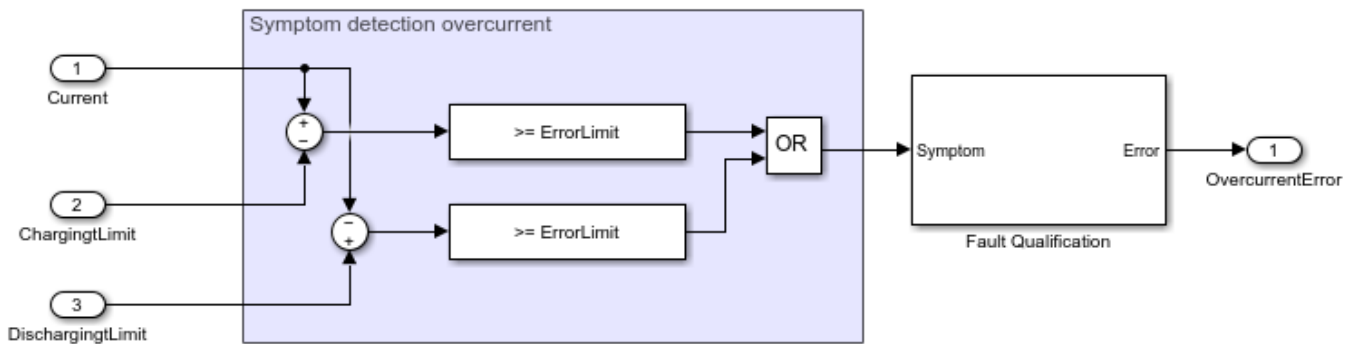 Symptom detection overcurrent
1
Current
+
−
>= ErrorLimit
OR
Symptom
Error
1
OvercurrentError
2
ChargingtLimit
−
+
>= ErrorLimit
Fault Qualification
3
DischargingtLimit